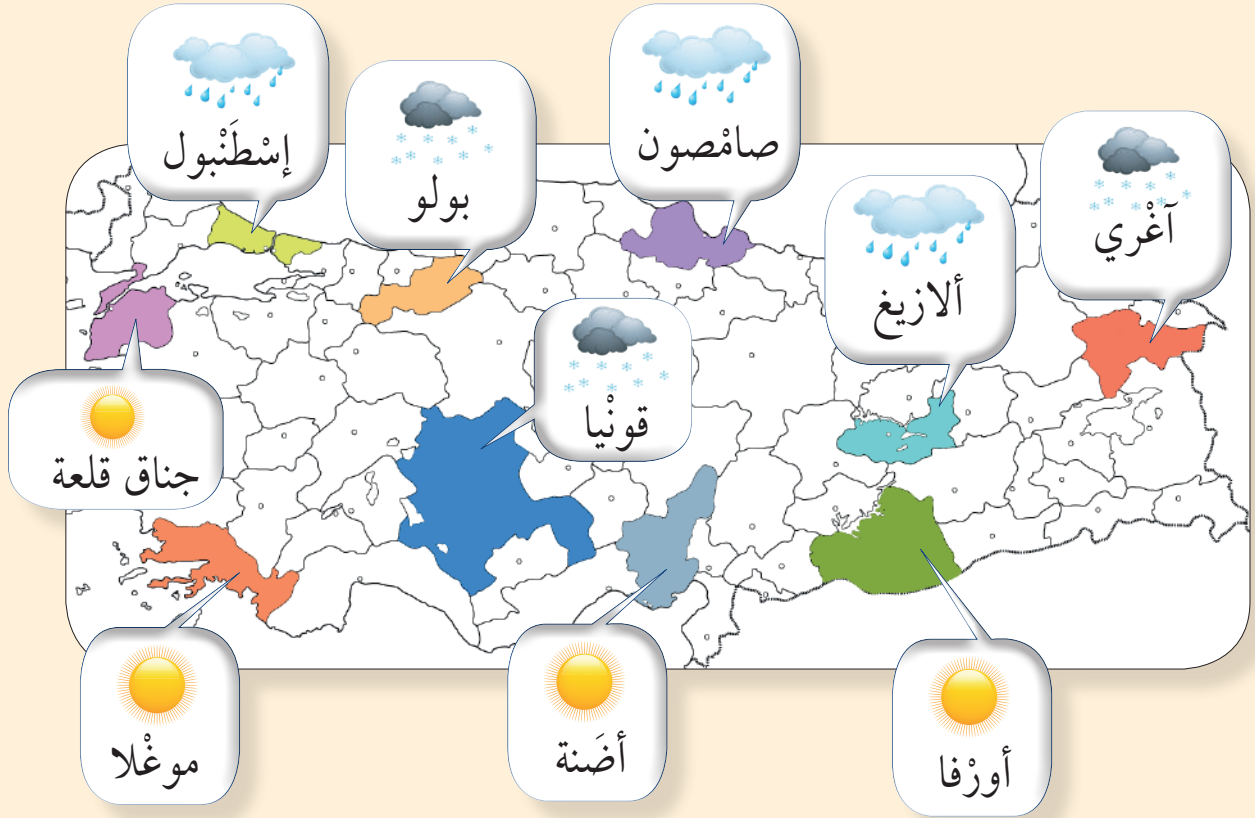 صامْصون
إسْطَنْبول
بولو
آغْري
ألازيغ
قونْيا
جناق قلعة
أورْفا
أضَنة
موغْلا